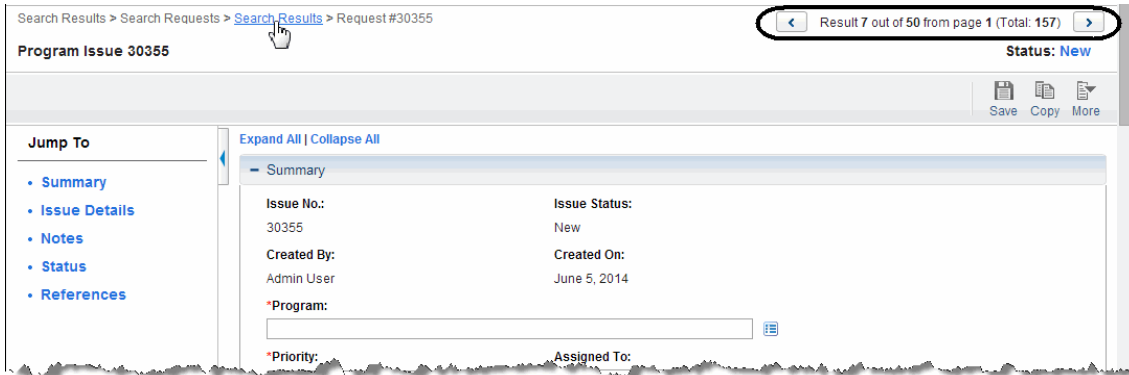 Search Results > Search Requests > Search Results > Request #30355
Result 7 out of 50 from page 1 (Total: 157)
Program Issue 30355
Status: New
Save Copy More
Jump To
Expand All | Collapse All
Summary
Summary
Issue Details
Notes
Status
References
Issue No.: Issue Status:
30355 New
Created By: Created On:
Admin User June 5, 2014
*Program:
*Priority: Assigned To: